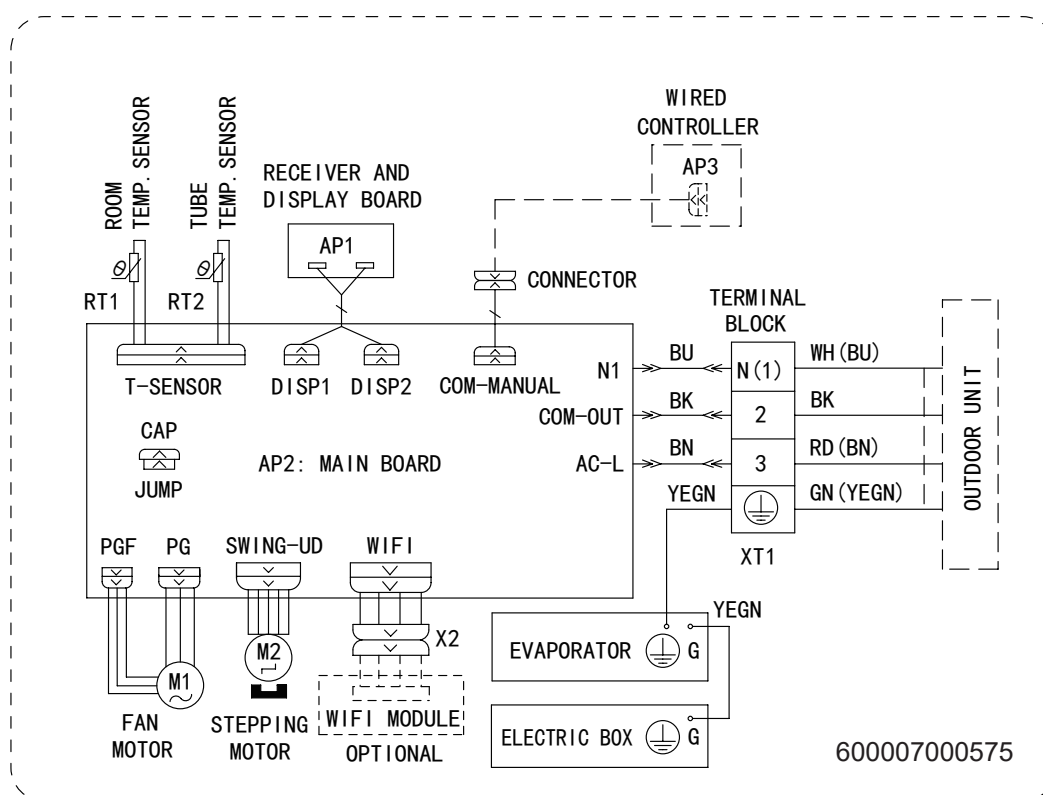 WIRED
CONTROLLER
AP3
ROOM
TEMP. SENSOR
TUBE
TEMP. SENSOR
RECEIVER AND
DISPLAY BOARD
AP1
θ
θ
RT1
RT2
CONNECTOR
TERMINAL
BLOCK
T-SENSOR
DISP1
DISP2
COM-MANUAL
N1
BU
N(1)
WH(BU)
COM-OUT
BK
2
BK
AC-L
BN
3
RD(BN)
YEGN
GN(YEGN)
XT1
OUTDOOR UNIT
CAP
JUMP
AP2: MAIN BOARD
PGF
PG
SWING-UD
WIFI
X2
M1
M2
FAN
MOTOR
STEPPING
MOTOR
WIFI MODULE
OPTIONAL
YEGN
EVAPORATOR
G
ELECTRIC BOX
G
600007000575